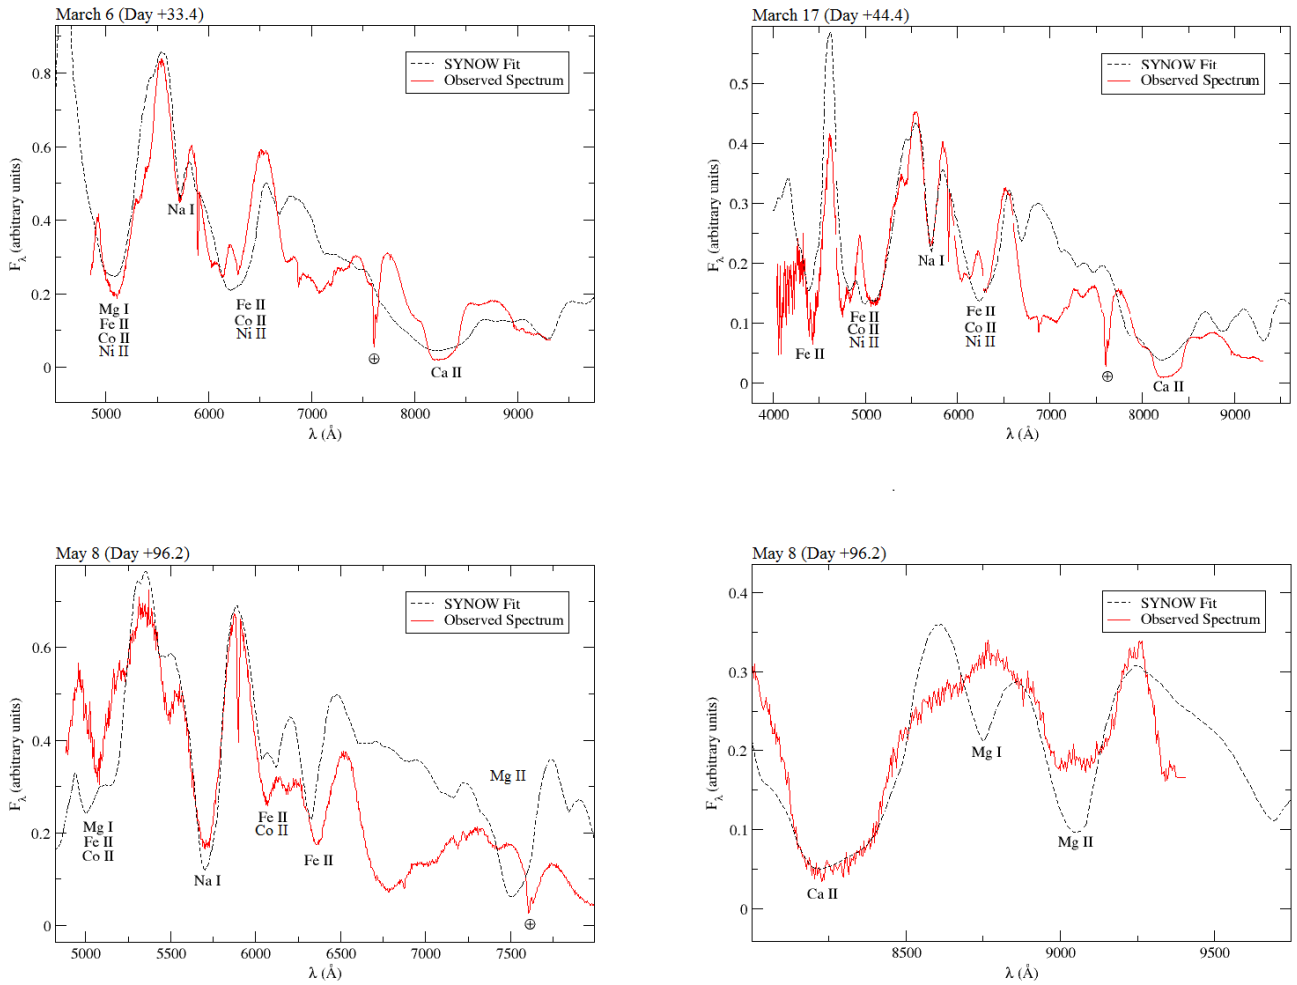 March 6 (Day +33.4)
SYNOW Fit
Observed Spectrum
0.8
0.6
0.4
0.2
0
F_λ (arbitrary units)
Na I
Mg I
Fe II
Co II
Ni II
Fe II
Co II
Ni II
Ca II
⊕
5000 6000 7000 8000 9000
λ (Å)
March 17 (Day +44.4)
SYNOW Fit
Observed Spectrum
0.5
0.4
0.3
0.2
0.1
0
F_λ (arbitrary units)
Na I
Fe II
Fe II
Co II
Ni II
Fe II
Co II
Ni II
Ca II
⊕
4000 5000 6000 7000 8000 9000
λ (Å)
May 8 (Day +96.2)
SYNOW Fit
Observed Spectrum
0.6
0.4
0.2
0
F_λ (arbitrary units)
Mg I
Fe II
Co II
Na I
Fe II
Co II
Fe II
Mg II
⊕
5000 5500 6000 6500 7000 7500
λ (Å)
May 8 (Day +96.2)
SYNOW Fit
Observed Spectrum
0.4
0.3
0.2
0.1
0
F_λ (arbitrary units)
Mg I
Mg II
Ca II
8500 9000 9500
λ (Å)